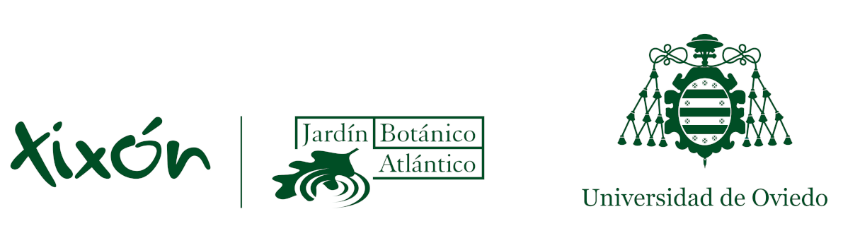 xixón
Jardín Botánico
Atlántico
Universidad de Oviedo